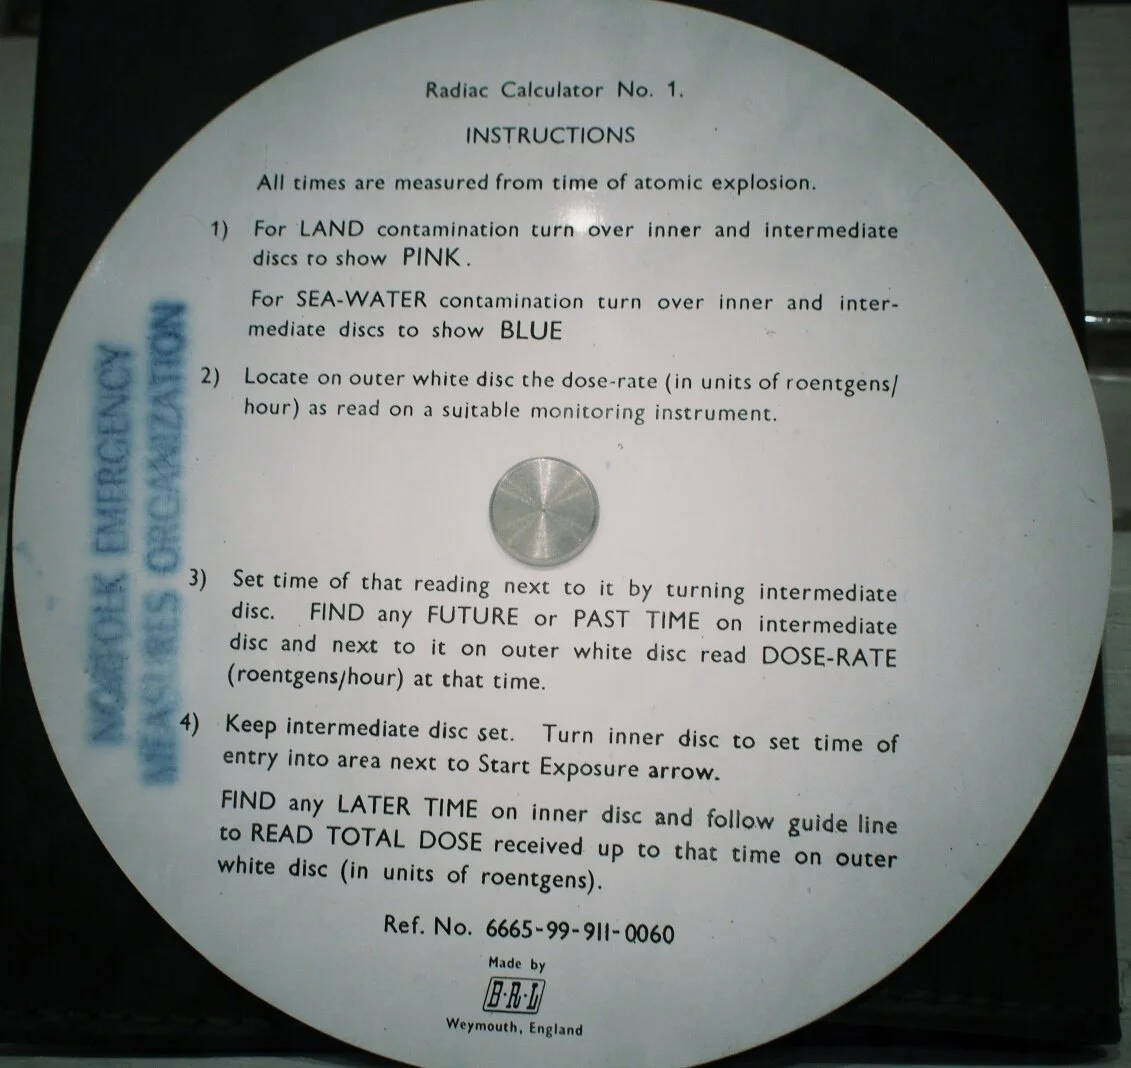 Radiac Calculator No. 1.
INSTRUCTIONS
All times are measured from time of atomic explosion.
1) For LAND contamination turn over inner and intermediate
discs to show PINK.
For SEA-WATER contamination turn over inner and inter-
mediate discs to show BLUE
2) Locate on outer white disc the dose-rate (in units of roentgens/
hour) as read on a suitable monitoring instrument.
3) Set time of that reading next to it by turning intermediate
disc. FIND any FUTURE or PAST TIME on intermediate
disc and next to it on outer white disc read DOSE-RATE
(roentgens/hour) at that time.
4) Keep intermediate disc set. Turn inner disc to set time of
entry into area next to Start Exposure arrow.
FIND any LATER TIME on inner disc and follow guide line
to READ TOTAL DOSE received up to that time on outer
white disc (in units of roentgens).
Ref. No. 6665-99-911-0060
Made by
B·R·L
Weymouth, England
NORFOLK EMERGENCY
MEASURES ORGANIZATION